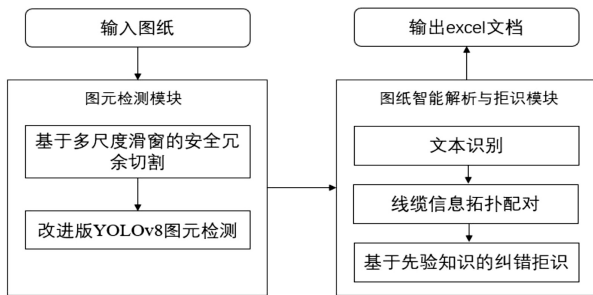 输入图纸
图元检测模块
基于多尺度滑窗的安全冗
余切割
改进版YOLOv8图元检测
输出excel文档
图纸智能解析与拒识模块
文本识别
线缆信息拓扑配对
基于先验知识的纠错拒识